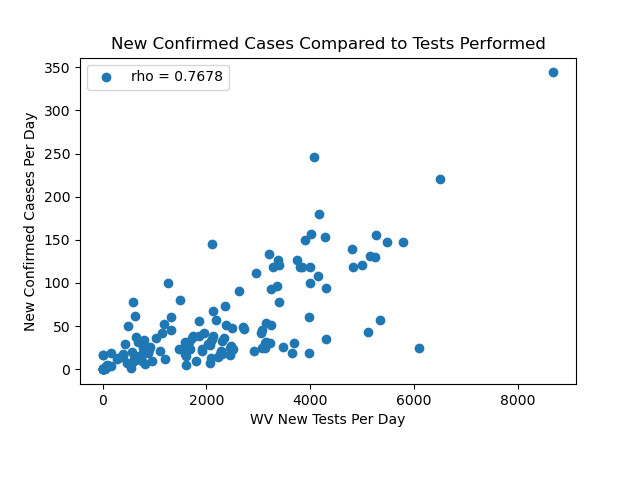 New Confirmed Cases Compared to Tests Performed
rho = 0.7678
New Confirmed Caeses Per Day
350
300
250
200
150
100
50
0
0 2000 4000 6000 8000
WV New Tests Per Day